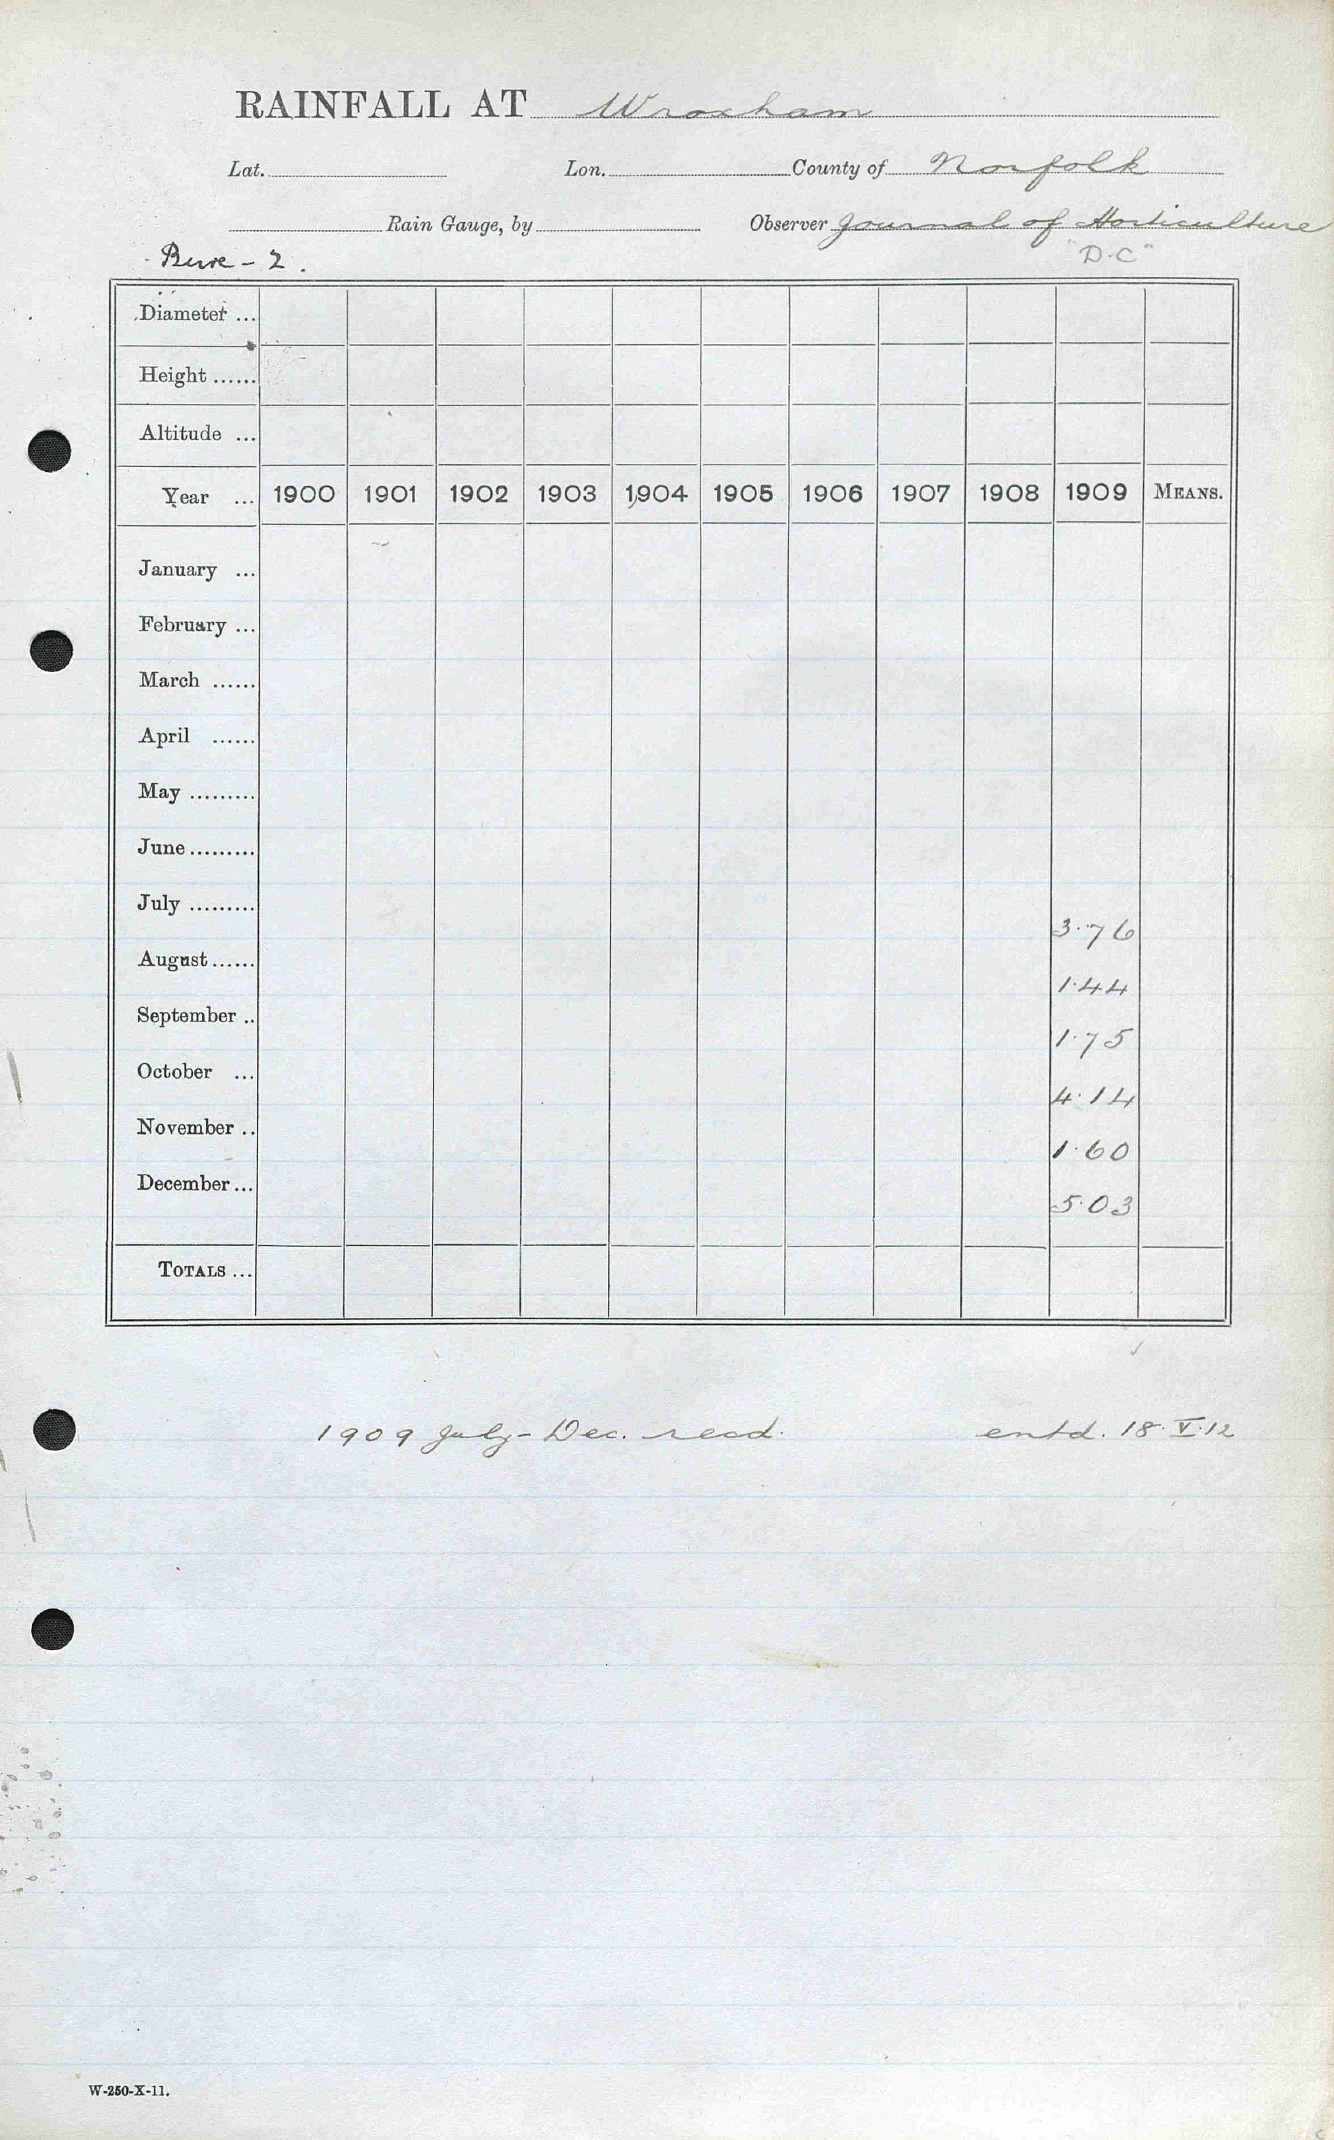 RAINFALL AT Wroxham
Lat. Lon. County of Norfolk
Rain Gauge, by Observer Journal of Horticulture
Bure - 2. "D.C"
Diameter ...
Height ......
Altitude ...
Year ... 1900 1901 1902 1903 1904 1905 1906 1907 1908 1909 MEANS.
January ...
February ...
March ......
April ......
May .........
June .........
July ......... 3.76
August ...... 1.44
September .. 1.75
October ... 4.14
November .. 1.60
December ... 5.03
TOTALS ...
1909 July - Dec. recd. entd. 18.V.12
W-250-X-11.